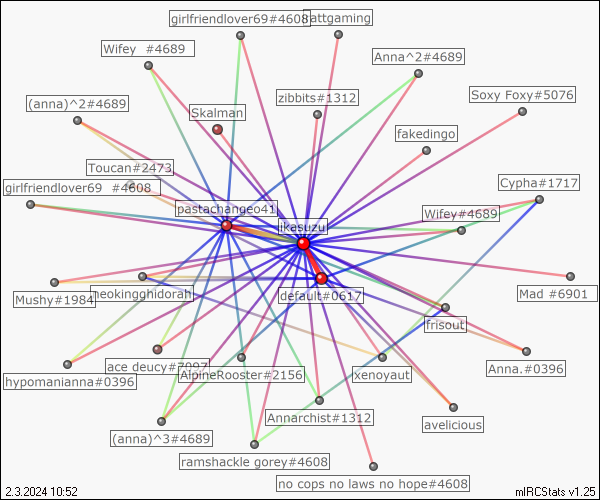 girlfriendlover69#4608
attgaming
Wifey  #4689
Anna^2#4689
Soxy Foxy#5076
zibbits#1312
(anna)^2#4689
Skalman
fakedingo
Toucan#2473
girlfriendlover69  #4608
Cypha#1717
pastachangeo41
Wifey#4689
ikasuzu
Mushy#1984
neokingghidorah
default#0617
Mad #6901
frisout
hypomanianna#0396
ace deucy#7097
AlpineRooster#2156
xenoyaut
Anna.#0396
Annarchist#1312
avelicious
(anna)^3#4689
ramshackle gorey#4608
no cops no laws no hope#4608
2.3.2024 10:52
mIRCStats v1.25